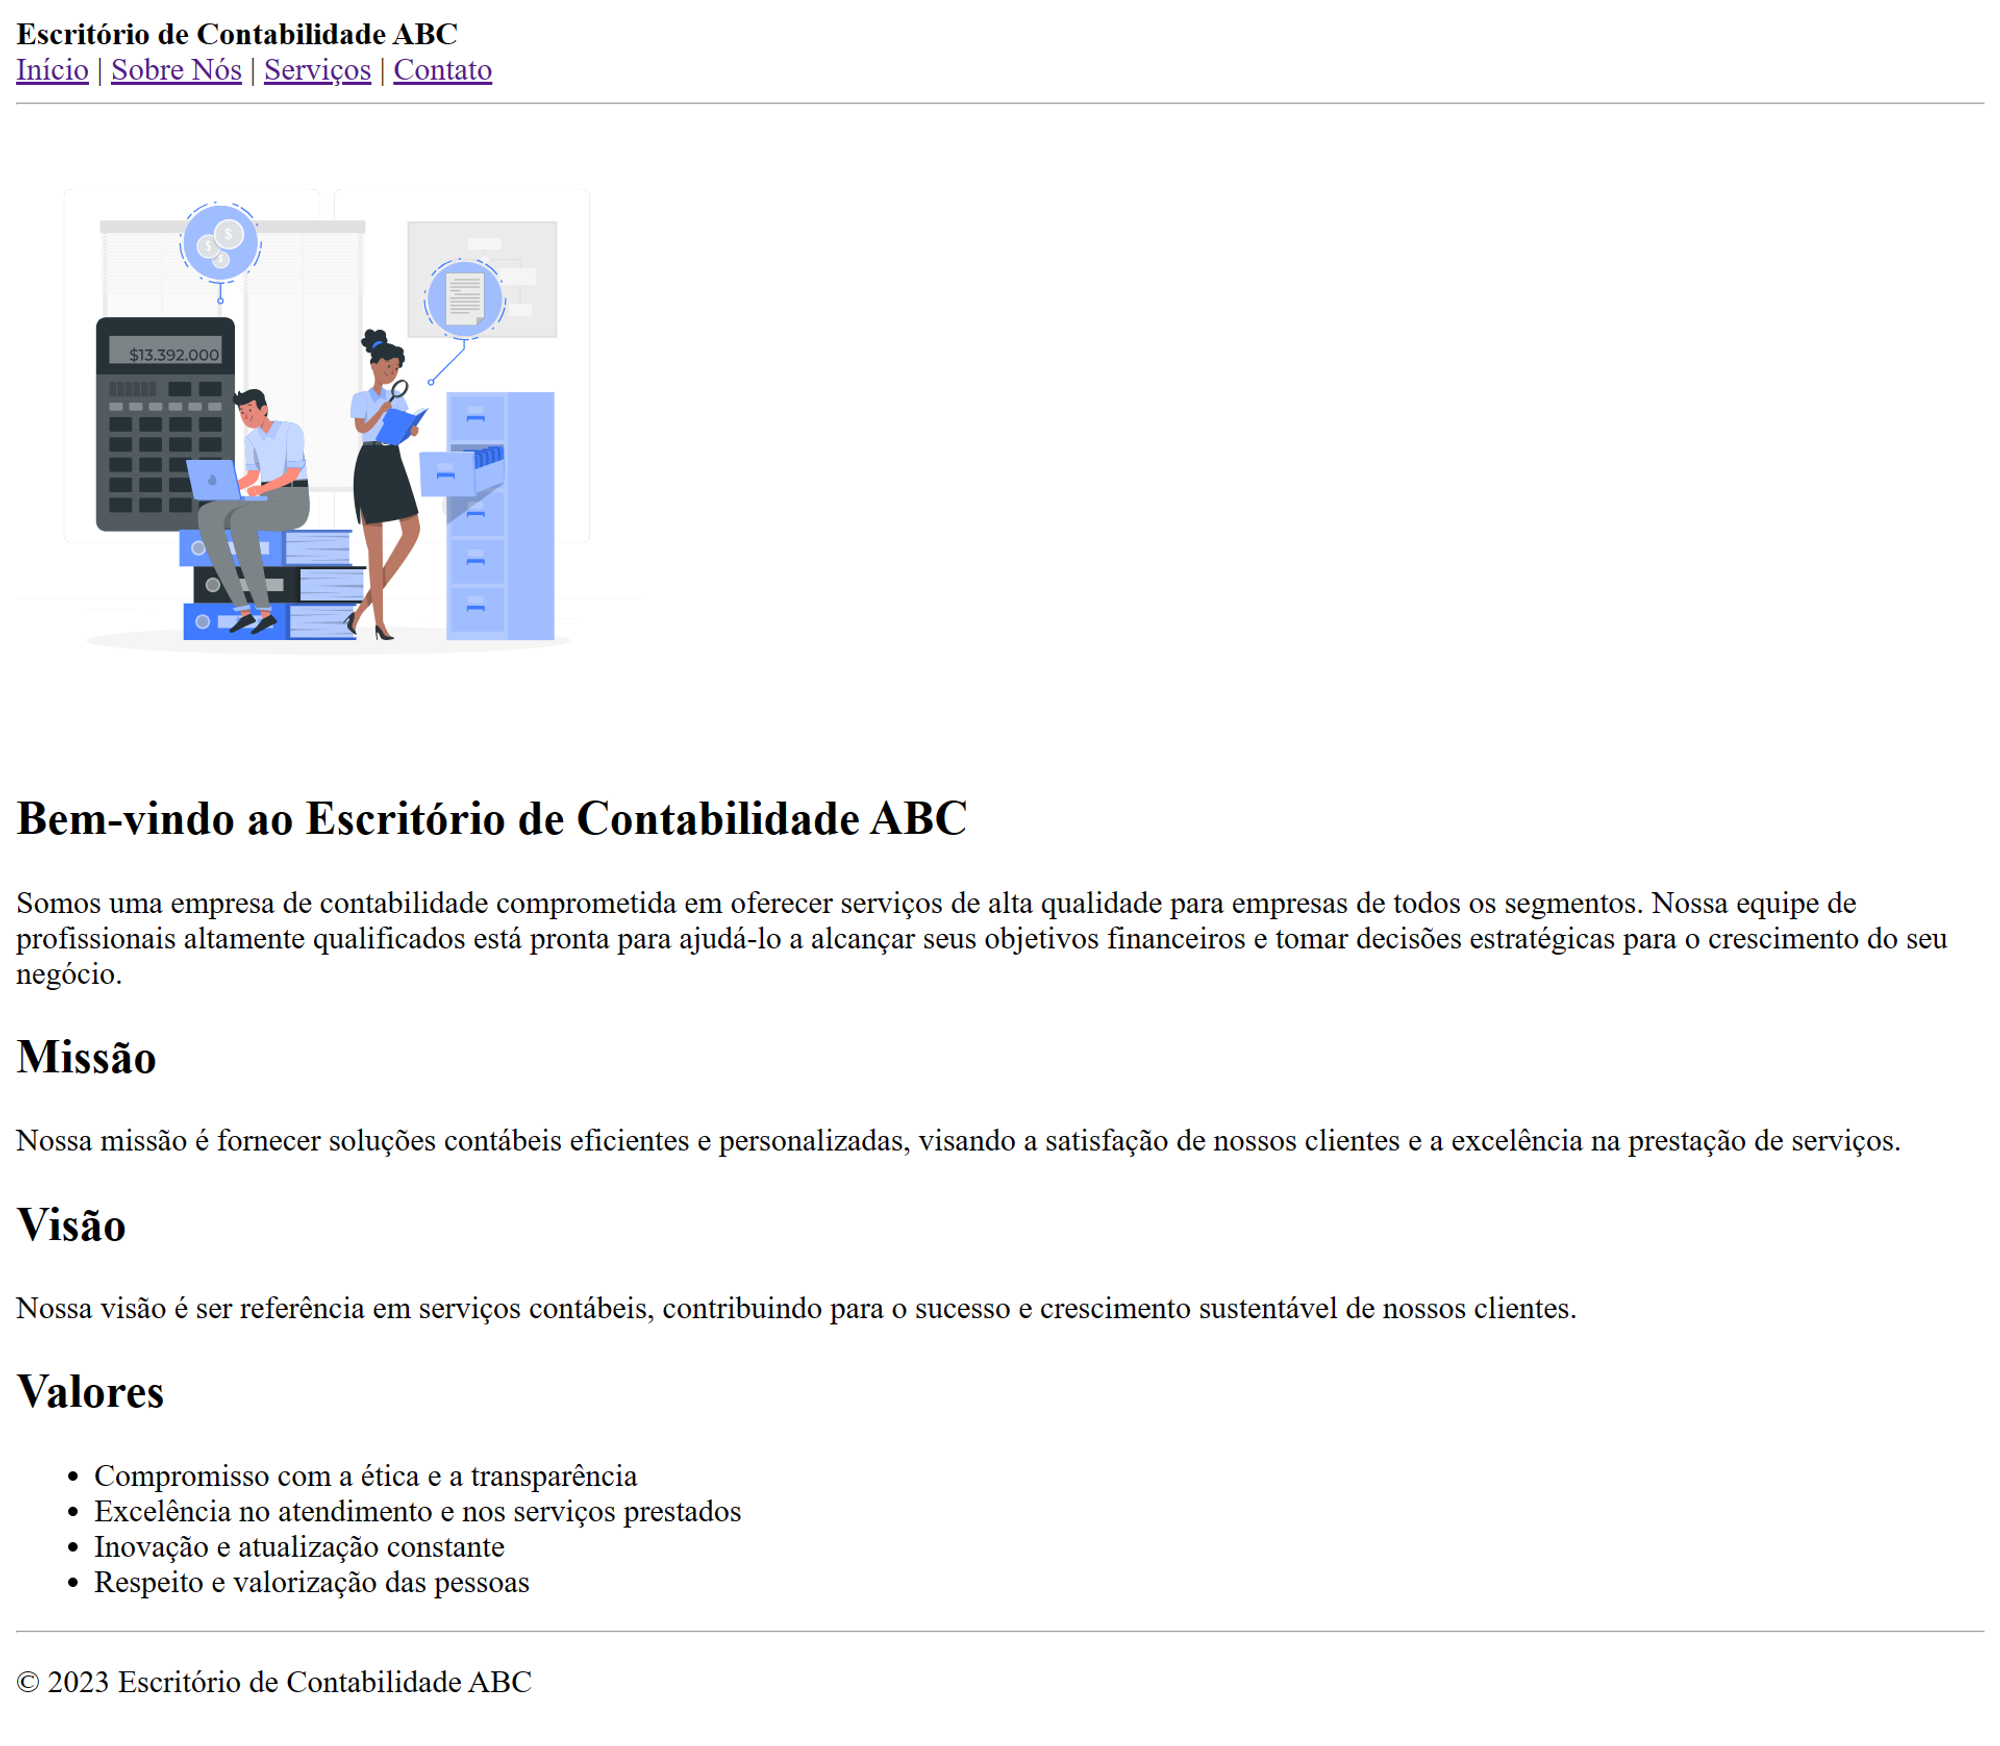 Escritório de Contabilidade ABC
Início | Sobre Nós | Serviços | Contato
$
$
$
$13.392.000
Bem-vindo ao Escritório de Contabilidade ABC
Somos uma empresa de contabilidade comprometida em oferecer serviços de alta qualidade para empresas de todos os segmentos. Nossa equipe de
profissionais altamente qualificados está pronta para ajudá-lo a alcançar seus objetivos financeiros e tomar decisões estratégicas para o crescimento do seu
negócio.
Missão
Nossa missão é fornecer soluções contábeis eficientes e personalizadas, visando a satisfação de nossos clientes e a excelência na prestação de serviços.
Visão
Nossa visão é ser referência em serviços contábeis, contribuindo para o sucesso e crescimento sustentável de nossos clientes.
Valores
• Compromisso com a ética e a transparência
• Excelência no atendimento e nos serviços prestados
• Inovação e atualização constante
• Respeito e valorização das pessoas
© 2023 Escritório de Contabilidade ABC